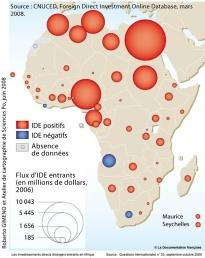 Source : CNUCED, Foreign Direct Investment Online Database, mars
2008.
IDE positifs
IDE négatifs
Absence
de données
Flux d'IDE entrants
(en millions de dollars,
2006)
10 043
5 445
1 656
185
Maurice
Seychelles
Roberto GIMENO et Atelier de cartographie de Sciences Po, juin 2008
© La Documentation française
Les investissements directs étrangers entrants en Afrique
Source : Questions internationales n° 33, septembre-octobre 2008